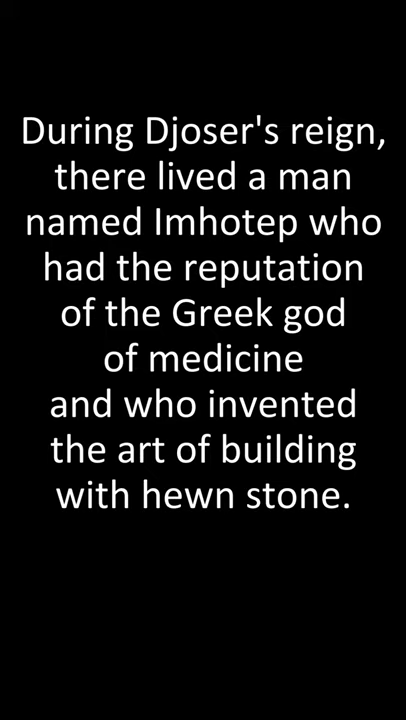 During Djoser's reign,
there lived a man
named Imhotep who
had the reputation
of the Greek god
of medicine
and who invented
the art of building
with hewn stone.